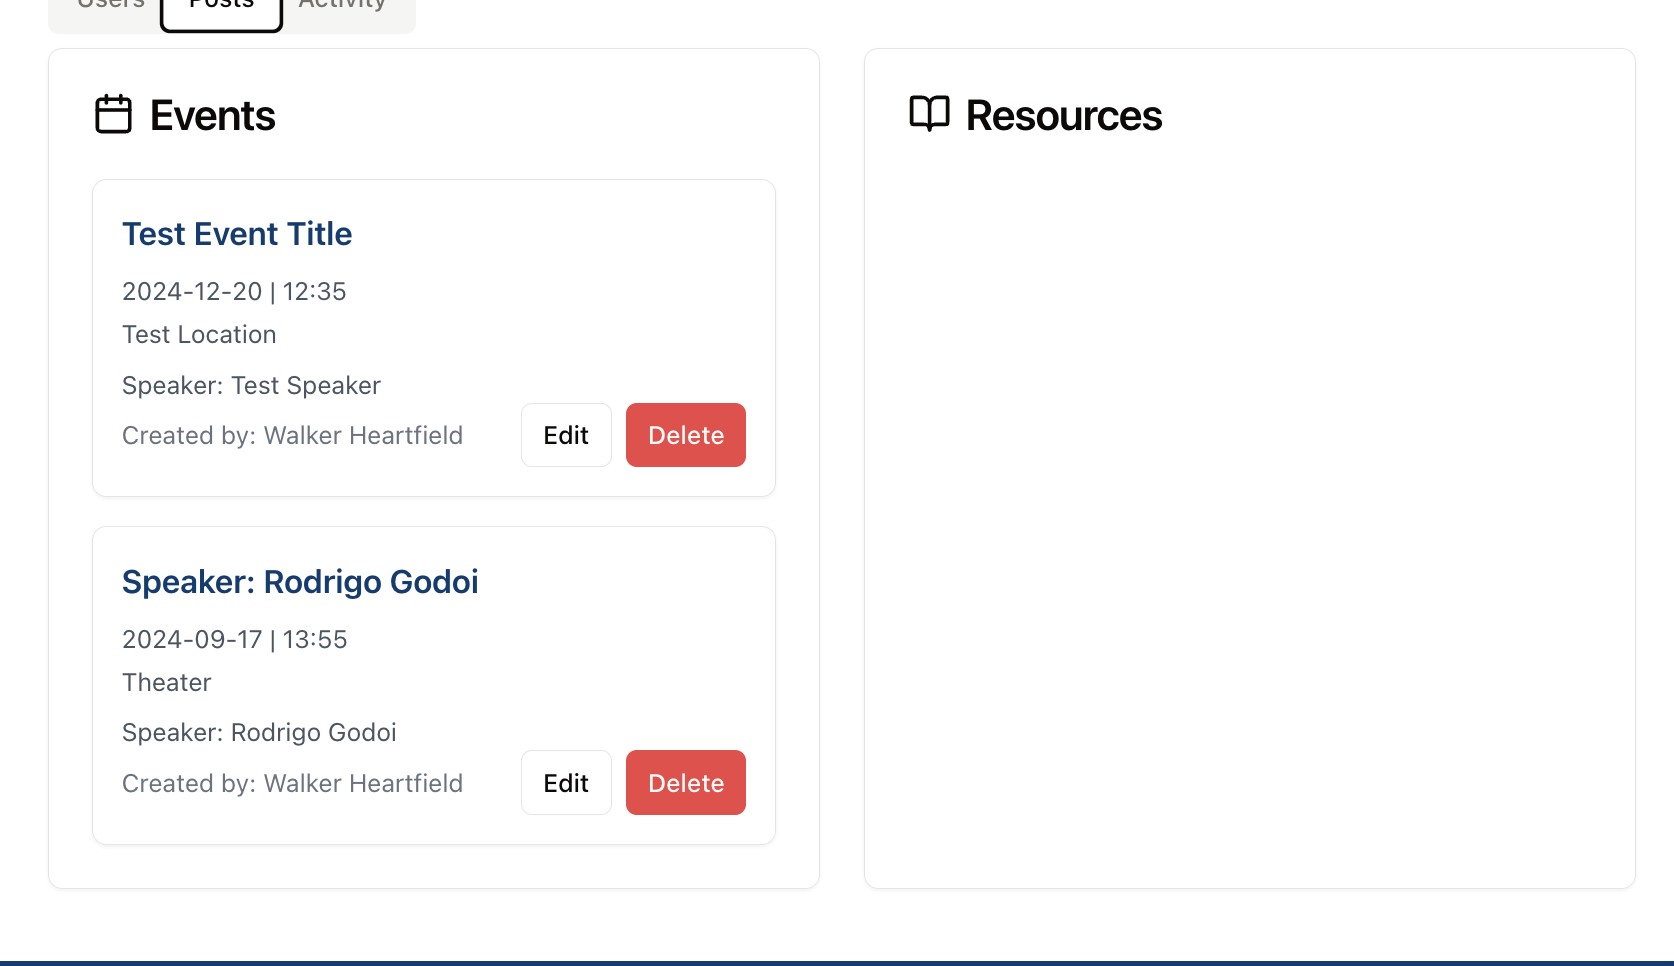 Users Posts Activity
Events
Test Event Title
2024-12-20 | 12:35
Test Location
Speaker: Test Speaker
Created by: Walker Heartfield
Edit
Delete
Speaker: Rodrigo Godoi
2024-09-17 | 13:55
Theater
Speaker: Rodrigo Godoi
Created by: Walker Heartfield
Edit
Delete
Resources